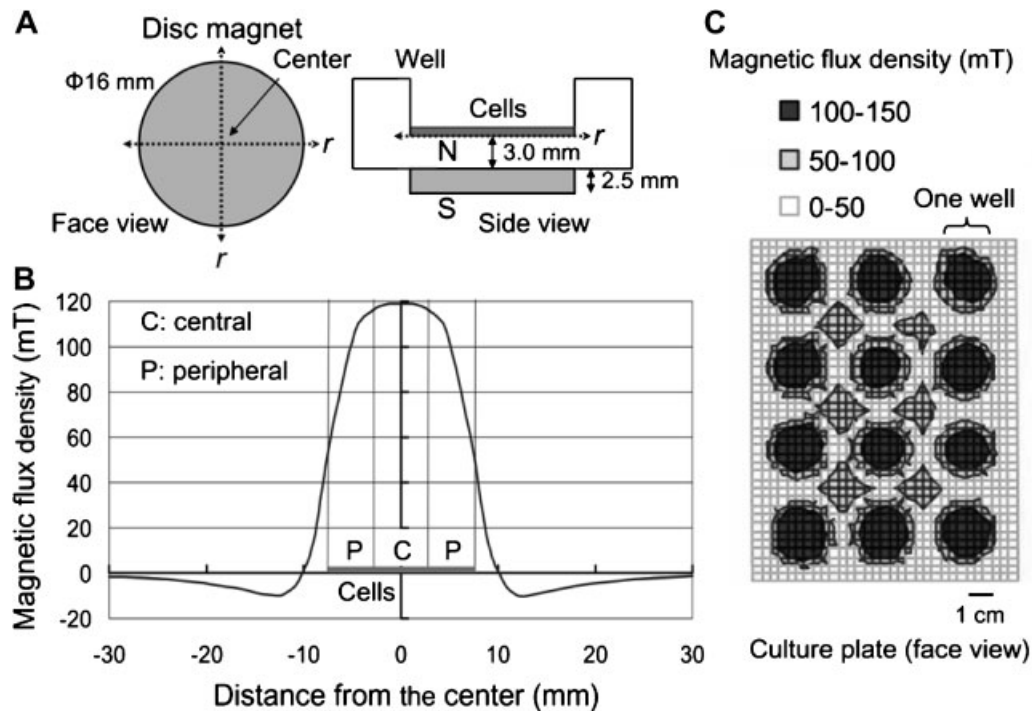 A
Disc magnet
Φ16 mm
Center
r
Face view
r
Well
Cells
r
N
3.0 mm
2.5 mm
S
Side view
B
Magnetic flux density (mT)
120
100
80
60
40
20
0
-20
C: central
P: peripheral
P C P
Cells
-30 -20 -10 0 10 20 30
Distance from the center (mm)
C
Magnetic flux density (mT)
100-150
50-100
0-50
One well
1 cm
Culture plate (face view)